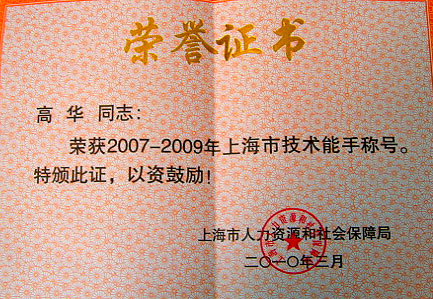 荣誉证书
高 华 同志：
荣获2007-2009年上海市技术能手称号。
特颁此证，以资鼓励！
上海市人力资源和社会保障局
二〇一〇年三月